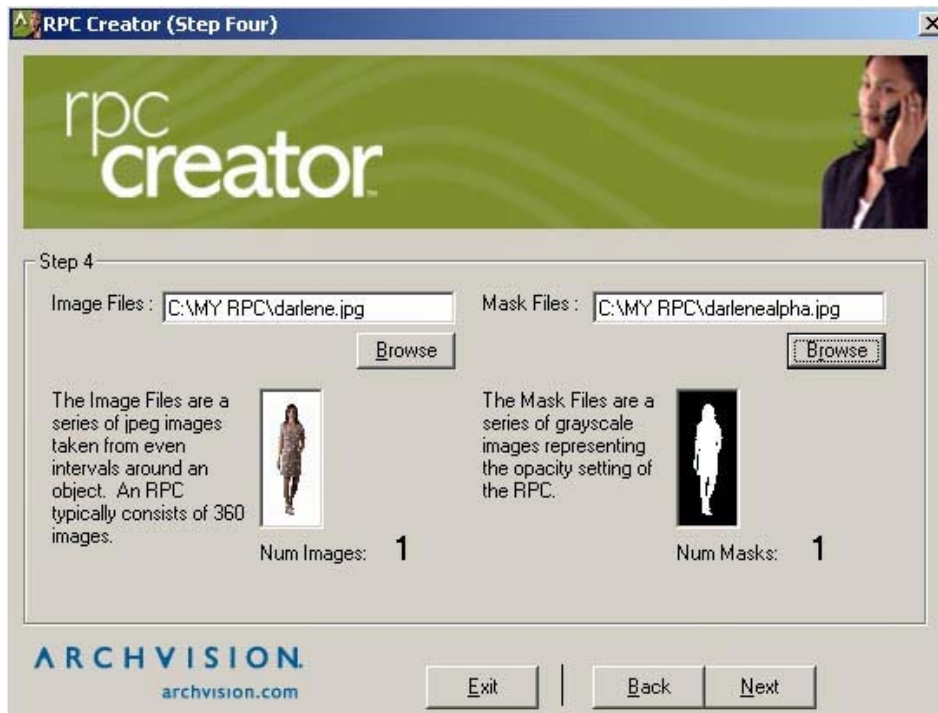 RPC Creator (Step Four)
rpc
creator™
Step 4
Image Files : C:\MY RPC\darlene.jpg
Browse
Mask Files : C:\MY RPC\darlenealpha.jpg
Browse
The Image Files are a
series of jpeg images
taken from even
intervals around an
object. An RPC
typically consists of 360
images.
Num Images: 1
The Mask Files are a
series of grayscale
images representing
the opacity setting of
the RPC.
Num Masks: 1
ARCHVISION.
archvision.com
Exit
Back
Next